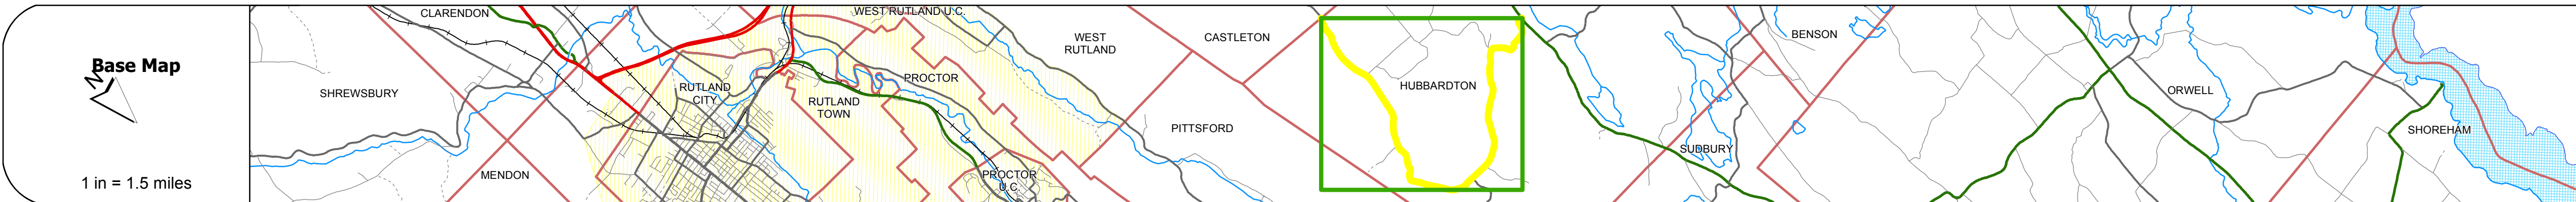 Base Map
N
1 in = 1.5 miles
CLARENDON
SHREWSBURY
MENDON
RUTLAND
CITY
WEST RUTLAND U.C.
PROCTOR
RUTLAND
TOWN
PROCTOR
U.C.
WEST
RUTLAND
CASTLETON
PITTSFORD
HUBBARDTON
SUDBURY
BENSON
ORWELL
SHOREHAM